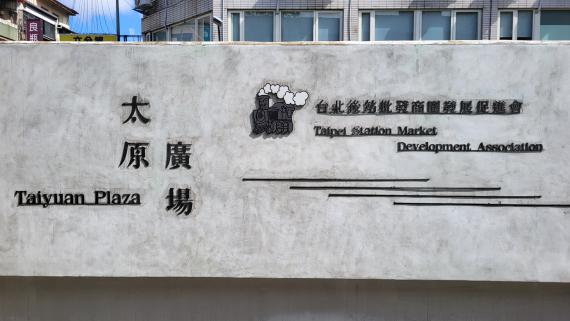 太原
廣場
Taiyuan Plaza
台北後站批發商圈發展促進會
Taipei Station Market
Development Association